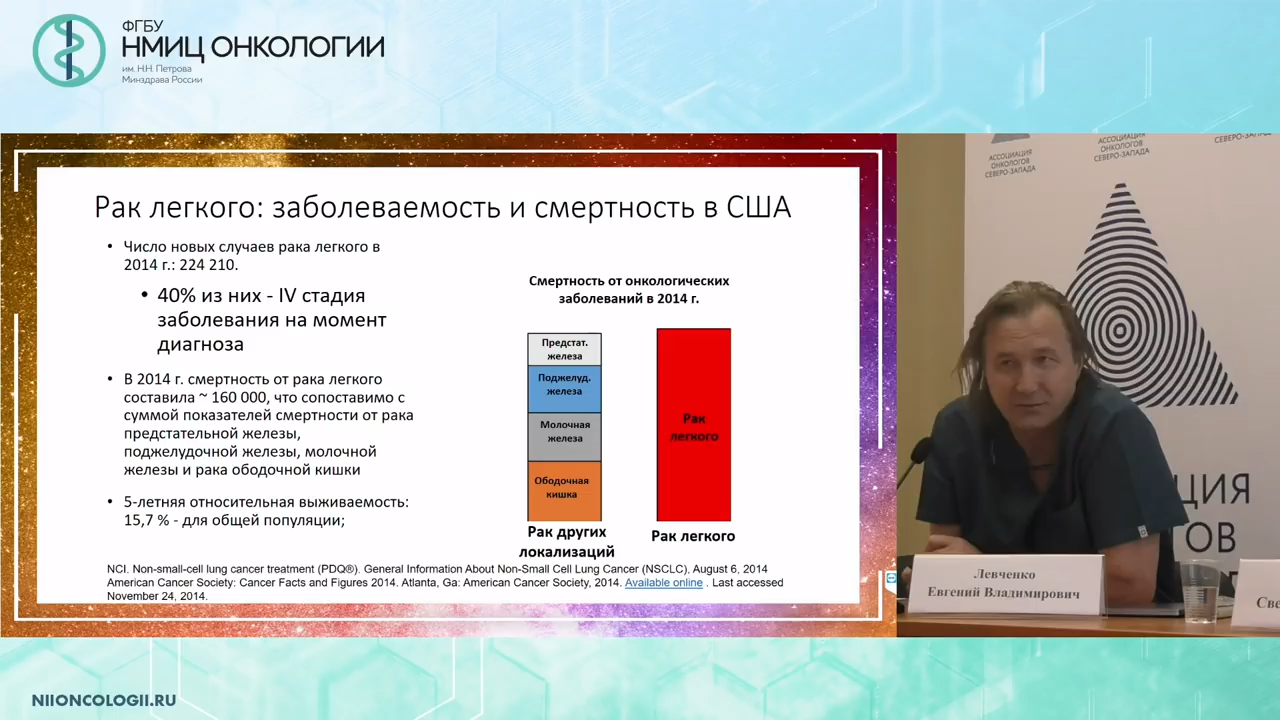 ФГБУ
НМИЦ ОНКОЛОГИИ
им. Н.Н. Петрова
Минздрава России
Рак легкого: заболеваемость и смертность в США
• Число новых случаев рака легкого в
2014 г.: 224 210.
• 40% из них - IV стадия
заболевания на момент
диагноза
• В 2014 г. смертность от рака легкого
составила ~ 160 000, что сопоставимо с
суммой показателей смертности от рака
предстательной железы,
поджелудочной железы, молочной
железы и рака ободочной кишки
• 5-летняя относительная выживаемость:
15,7 % - для общей популяции;
Смертность от онкологических
заболеваний в 2014 г.
Предстат.
железа
Поджелуд.
железа
Молочная
железа
Ободочная
кишка
Рак
легкого
Рак других
локализаций
Рак легкого
NCI. Non-small-cell lung cancer treatment (PDQ®). General Information About Non-Small Cell Lung Cancer (NSCLC), August 6, 2014
American Cancer Society: Cancer Facts and Figures 2014. Atlanta, Ga: American Cancer Society, 2014. Available online . Last accessed
November 24, 2014.
АССОЦИАЦИЯ
ОНКОЛОГОВ
СЕВЕРО-ЗАПАДА
АССОЦИАЦИЯ
ОНКОЛОГОВ
СЕВЕРО-ЗАПАДА
СЕВЕРО-ЗАПА
ЦИЯ
ГОВ
Левченко
Евгений Владимирович
Све
NIIONCOLOGII.RU